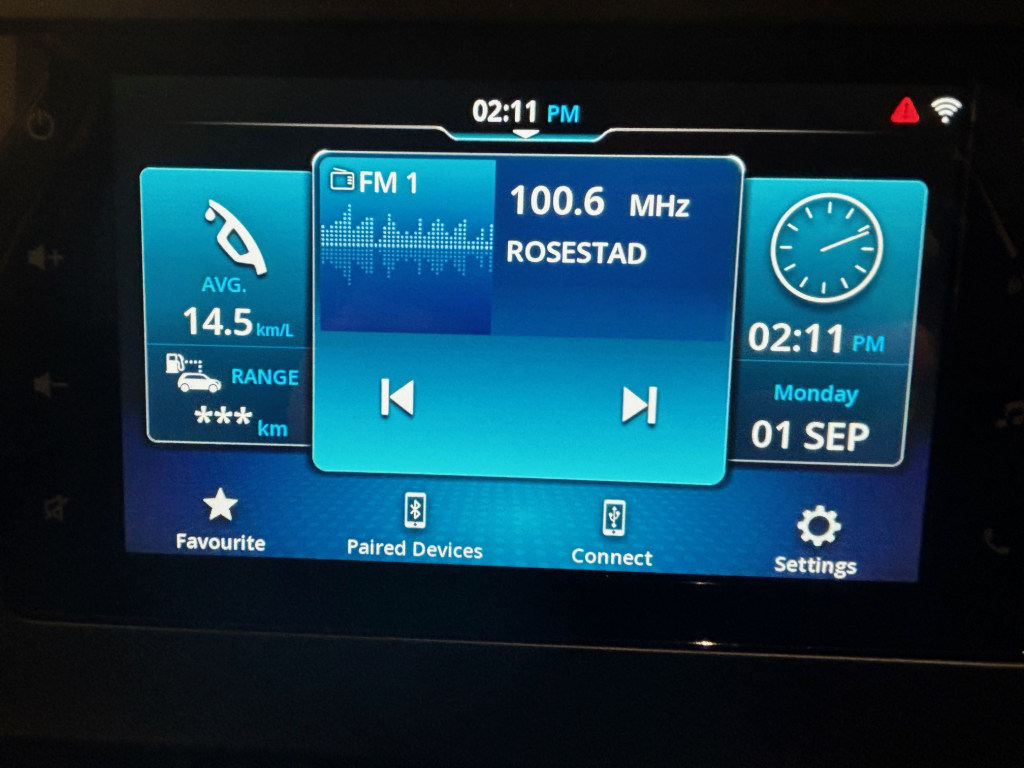 02:11 PM
FM 1
100.6 MHz
ROSESTAD
AVG.
14.5 km/L
RANGE
*** km
02:11 PM
Monday
01 SEP
Favourite
Paired Devices
Connect
Settings